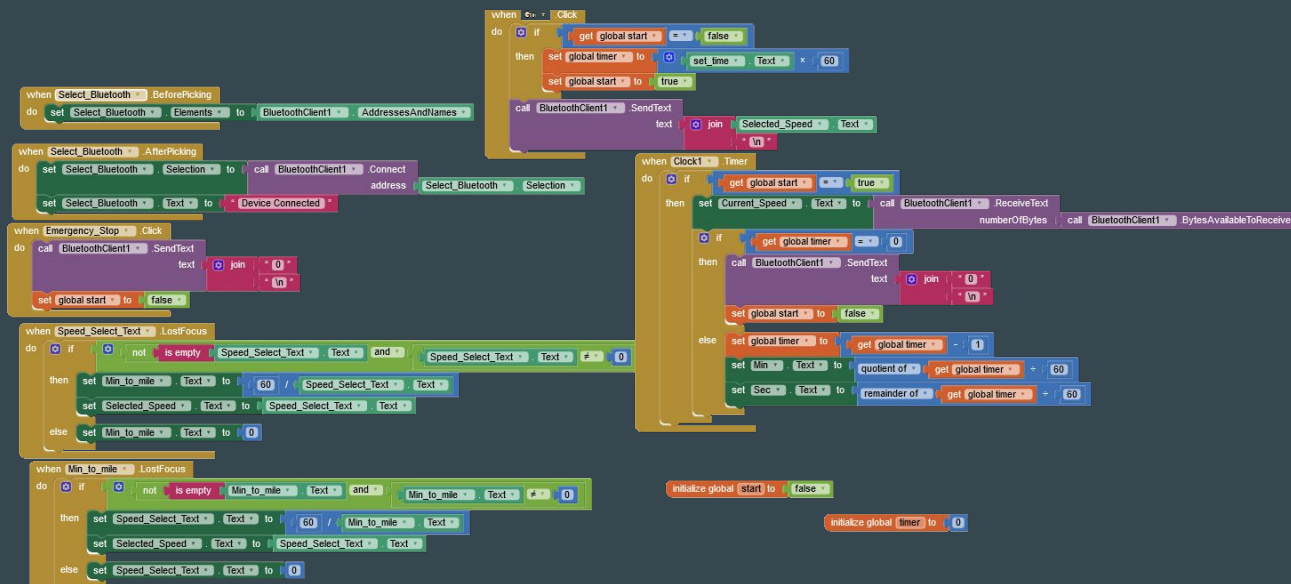 when Select_Bluetooth .BeforePicking
do set Select_Bluetooth . Elements to BluetoothClient1 . AddressesAndNames
when Select_Bluetooth .AfterPicking
do set Select_Bluetooth . Selection to call BluetoothClient1 .Connect
address Select_Bluetooth . Selection
set Select_Bluetooth . Text to " Device Connected "
when Emergency_Stop .Click
do call BluetoothClient1 .SendText
text join " 0 "
" \n "
set global start to false
when Speed_Select_Text .LostFocus
do if not is empty Speed_Select_Text . Text and Speed_Select_Text . Text ≠ 0
then set Min_to_mile . Text to 60 / Speed_Select_Text . Text
set Selected_Speed . Text to Speed_Select_Text . Text
else set Min_to_mile . Text to 0
when Min_to_mile .LostFocus
do if not is empty Min_to_mile . Text and Min_to_mile . Text ≠ 0
then set Speed_Select_Text . Text to 60 / Min_to_mile . Text
set Selected_Speed . Text to Speed_Select_Text . Text
else set Speed_Select_Text . Text to 0
when .Click
do if get global start = false
then set global timer to set_time . Text × 60
set global start to true
call BluetoothClient1 .SendText
text join Selected_Speed . Text
" \n "
when Clock1 .Timer
do if get global start = true
then set Current_Speed . Text to call BluetoothClient1 .ReceiveText
numberOfBytes call BluetoothClient1 .BytesAvailableToReceive
if get global timer = 0
then call BluetoothClient1 .SendText
text join " 0 "
" \n "
set global start to false
else set global timer to get global timer - 1
set Min . Text to quotient of get global timer ÷ 60
set Sec . Text to remainder of get global timer ÷ 60
initialize global start to false
initialize global timer to 0